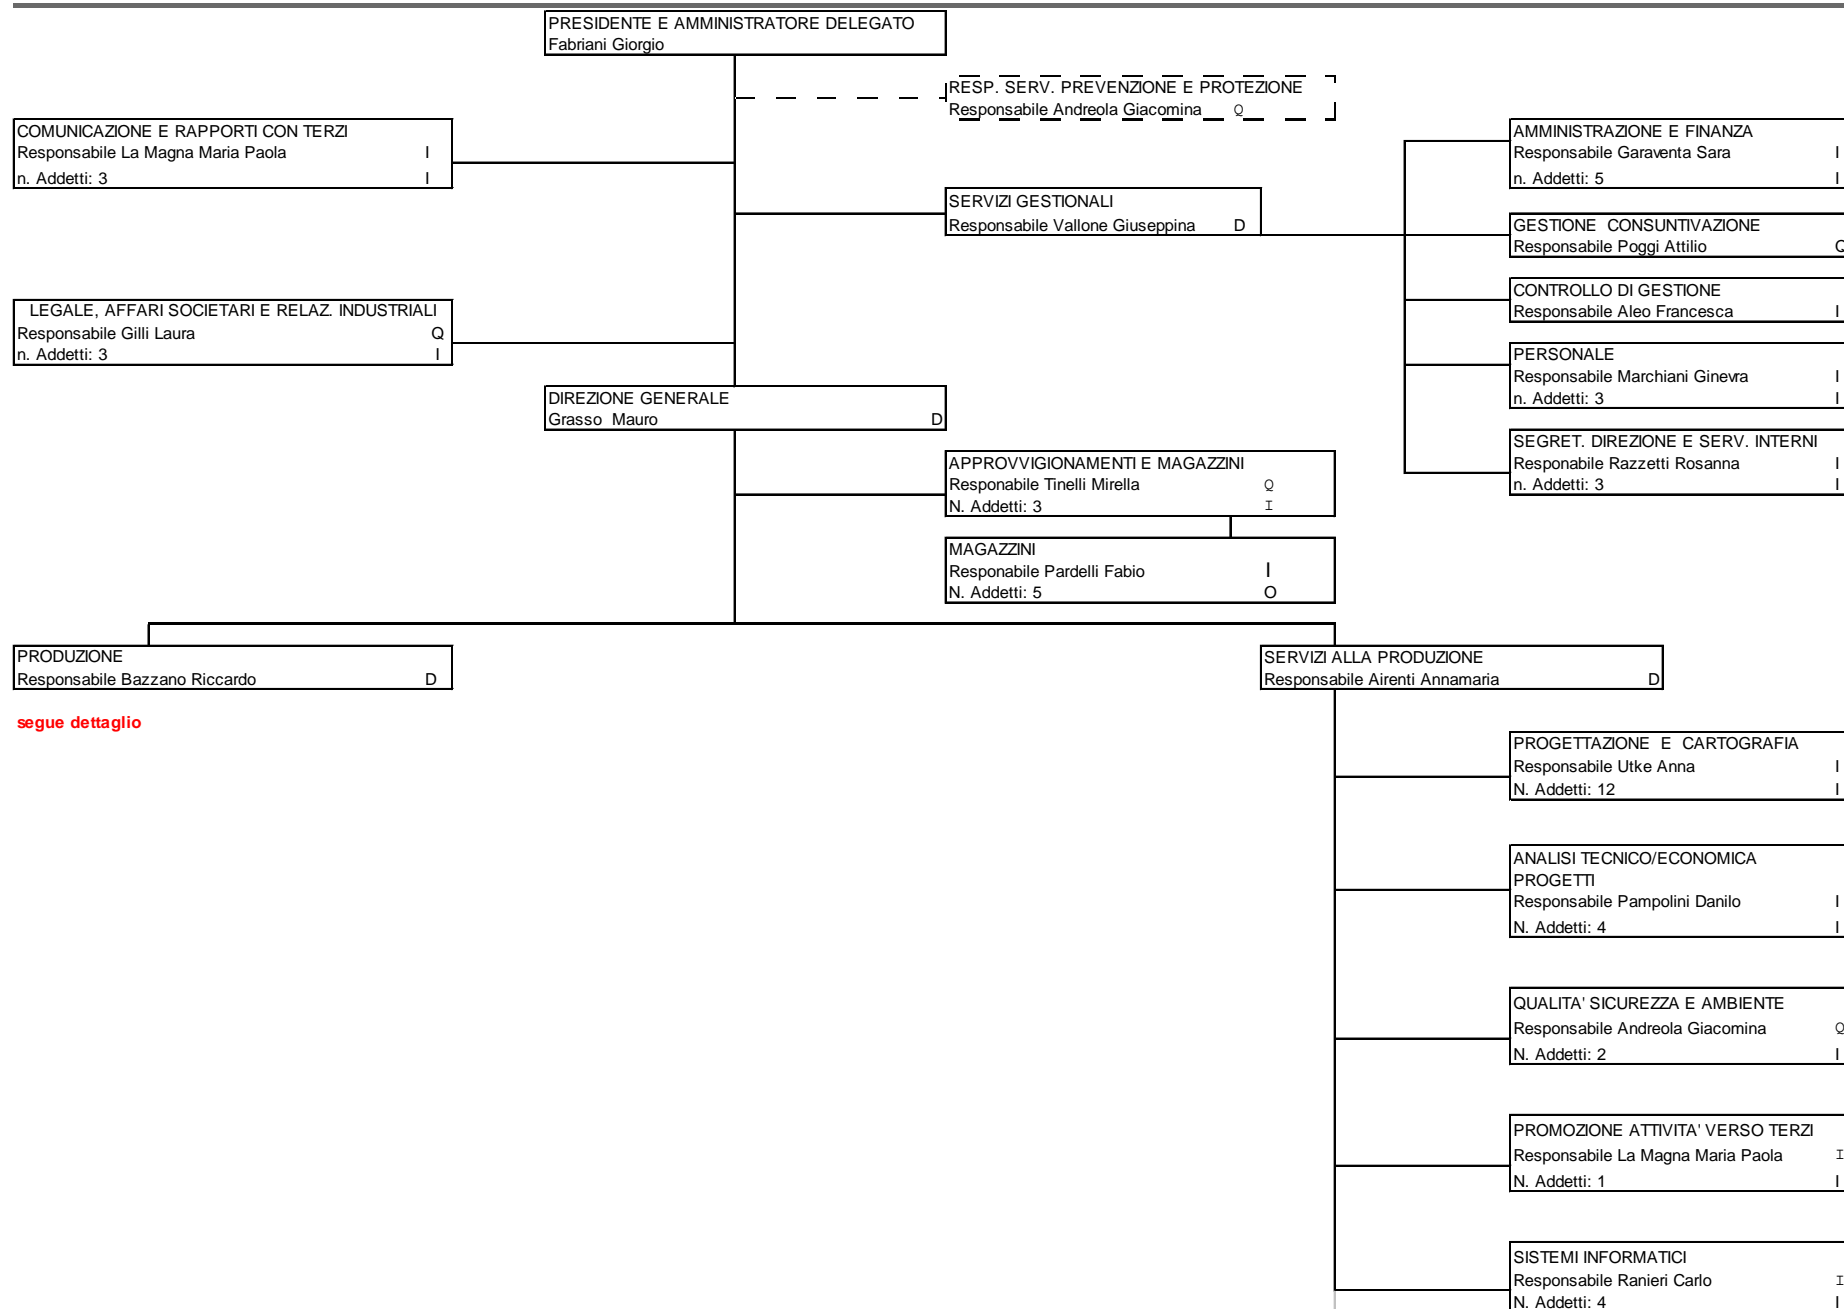 PRESIDENTE E AMMINISTRATORE DELEGATO
Fabriani Giorgio
RESP. SERV. PREVENZIONE E PROTEZIONE
Responsabile Andreola Giacomina Q
COMUNICAZIONE E RAPPORTI CON TERZI
Responsabile La Magna Maria Paola I
n. Addetti: 3 I
AMMINISTRAZIONE E FINANZA
Responsabile Garaventa Sara I
n. Addetti: 5 I
SERVIZI GESTIONALI
Responsabile Vallone Giuseppina D
GESTIONE CONSUNTIVAZIONE
Responsabile Poggi Attilio Q
CONTROLLO DI GESTIONE
Responsabile Aleo Francesca I
LEGALE, AFFARI SOCIETARI E RELAZ. INDUSTRIALI
Responsabile Gilli Laura Q
n. Addetti: 3 I
PERSONALE
Responsabile Marchiani Ginevra I
n. Addetti: 3 I
DIREZIONE GENERALE
Grasso Mauro D
SEGRET. DIREZIONE E SERV. INTERNI
Responabile Razzetti Rosanna I
n. Addetti: 3 I
APPROVVIGIONAMENTI E MAGAZZINI
Responabile Tinelli Mirella Q
N. Addetti: 3 I
MAGAZZINI
Responabile Pardelli Fabio I
N. Addetti: 5 O
PRODUZIONE
Responsabile Bazzano Riccardo D
segue dettaglio
SERVIZI ALLA PRODUZIONE
Responsabile Airenti Annamaria D
PROGETTAZIONE E CARTOGRAFIA
Responsabile Utke Anna I
N. Addetti: 12 I
ANALISI TECNICO/ECONOMICA
PROGETTI
Responsabile Pampolini Danilo I
N. Addetti: 4 I
QUALITA' SICUREZZA E AMBIENTE
Responsabile Andreola Giacomina Q
N. Addetti: 2 I
PROMOZIONE ATTIVITA' VERSO TERZI
Responsabile La Magna Maria Paola I
N. Addetti: 1 I
SISTEMI INFORMATICI
Responsabile Ranieri Carlo I
N. Addetti: 4 I